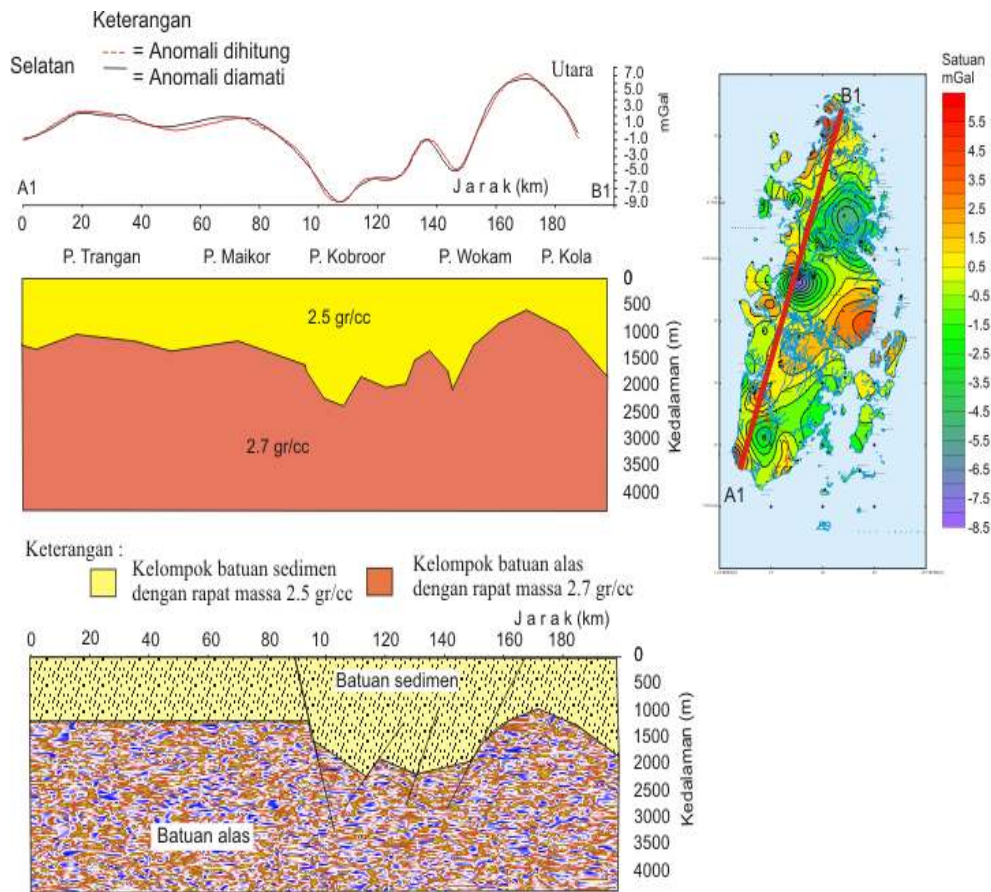 Keterangan
= Anomali dihitung
= Anomali diamati
Selatan
Utara
7.0
5.0
3.0
1.0
-1.0
-3.0
-5.0
-7.0
-9.0
mGal
A1
Jarak (km)
B1
0 20 40 60 80 100 120 140 160 180
P. Trangan P. Maikor P. Kobroor P. Wokam P. Kola
2.5 gr/cc
2.7 gr/cc
0
500
1000
1500
2000
2500
3000
3500
4000
Kedalaman (m)
Satuan
mGal
B1
A1
5.5
4.5
3.5
2.5
1.5
0.5
-0.5
-1.5
-2.5
-3.5
-4.5
-5.5
-6.5
-7.5
-8.5
Keterangan :
Kelompok batuan sedimen
dengan rapat massa 2.5 gr/cc
Kelompok batuan alas
dengan rapat massa 2.7 gr/cc
Jarak (km)
0 20 40 60 80 100 120 140 160 180
Batuan sedimen
Batuan alas
0
500
1000
1500
2000
2500
3000
3500
4000
Kedalaman (m)